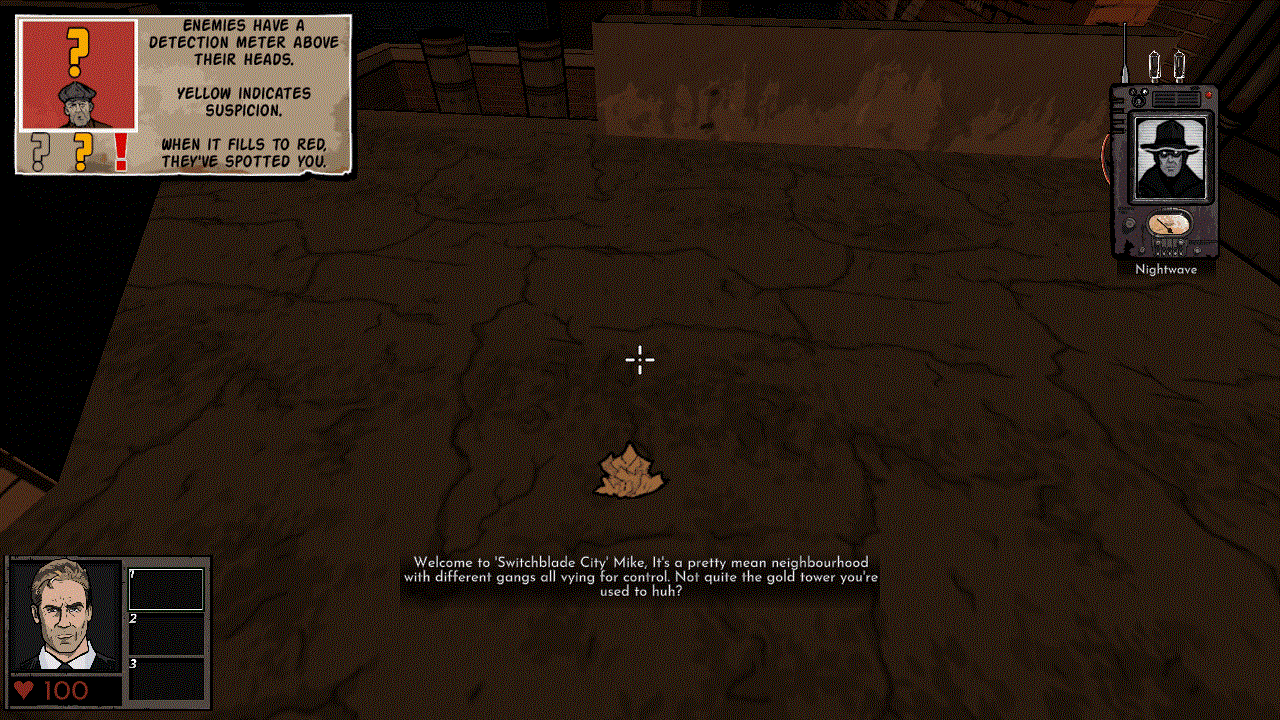 ENEMIES HAVE A
DETECTION METER ABOVE
THEIR HEADS.
YELLOW INDICATES
SUSPICION.
WHEN IT FILLS TO RED,
THEY'VE SPOTTED YOU.
?
? ? !
Nightwave
Welcome to 'Switchblade City' Mike, It's a pretty mean neighbourhood
with different gangs all vying for control. Not quite the gold tower you're
used to huh?
1
2
3
100